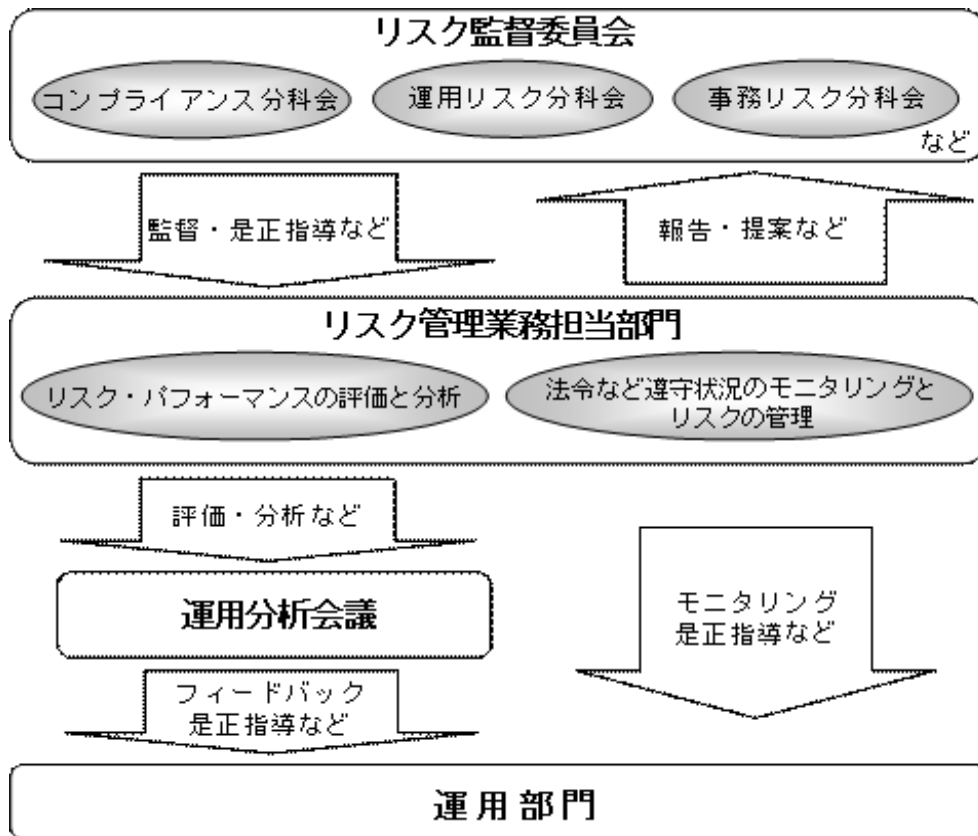 リスク監督委員会
コンプライアンス分科会
運用リスク分科会
事務リスク分科会
など
監督・是正指導など
報告・提案など
リスク管理業務担当部門
リスク・パフォーマンスの評価と分析
法令など遵守状況のモニタリングと
リスクの管理
評価・分析など
運用分析会議
モニタリング
是正指導など
フィードバック
是正指導など
運用部門